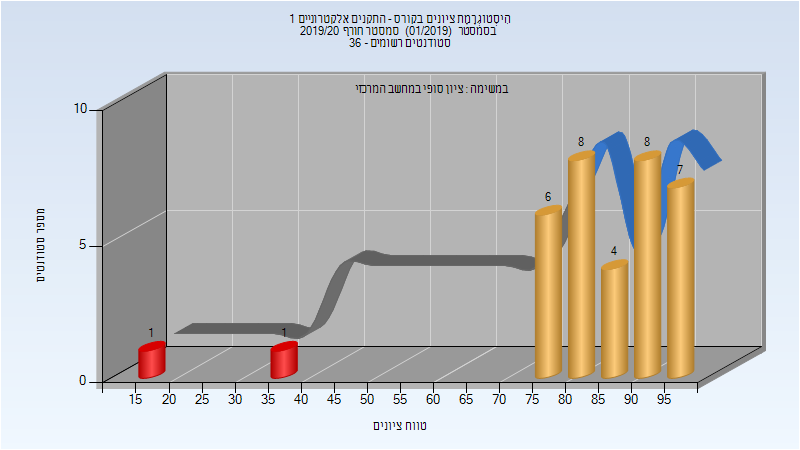 היסטוגרמת ציונים בקורס - התקנים אלקטרוניים 1
בסמסטר (01/2019) סמסטר חורף 2019/20
סטודנטים רשומים - 36
במשימה : ציון סופי במחשב המרכזי
10
5
0
מספר סטודנטים
1
1
6
8
4
8
7
15 20 25 30 35 40 45 50 55 60 65 70 75 80 85 90 95
טווח ציונים